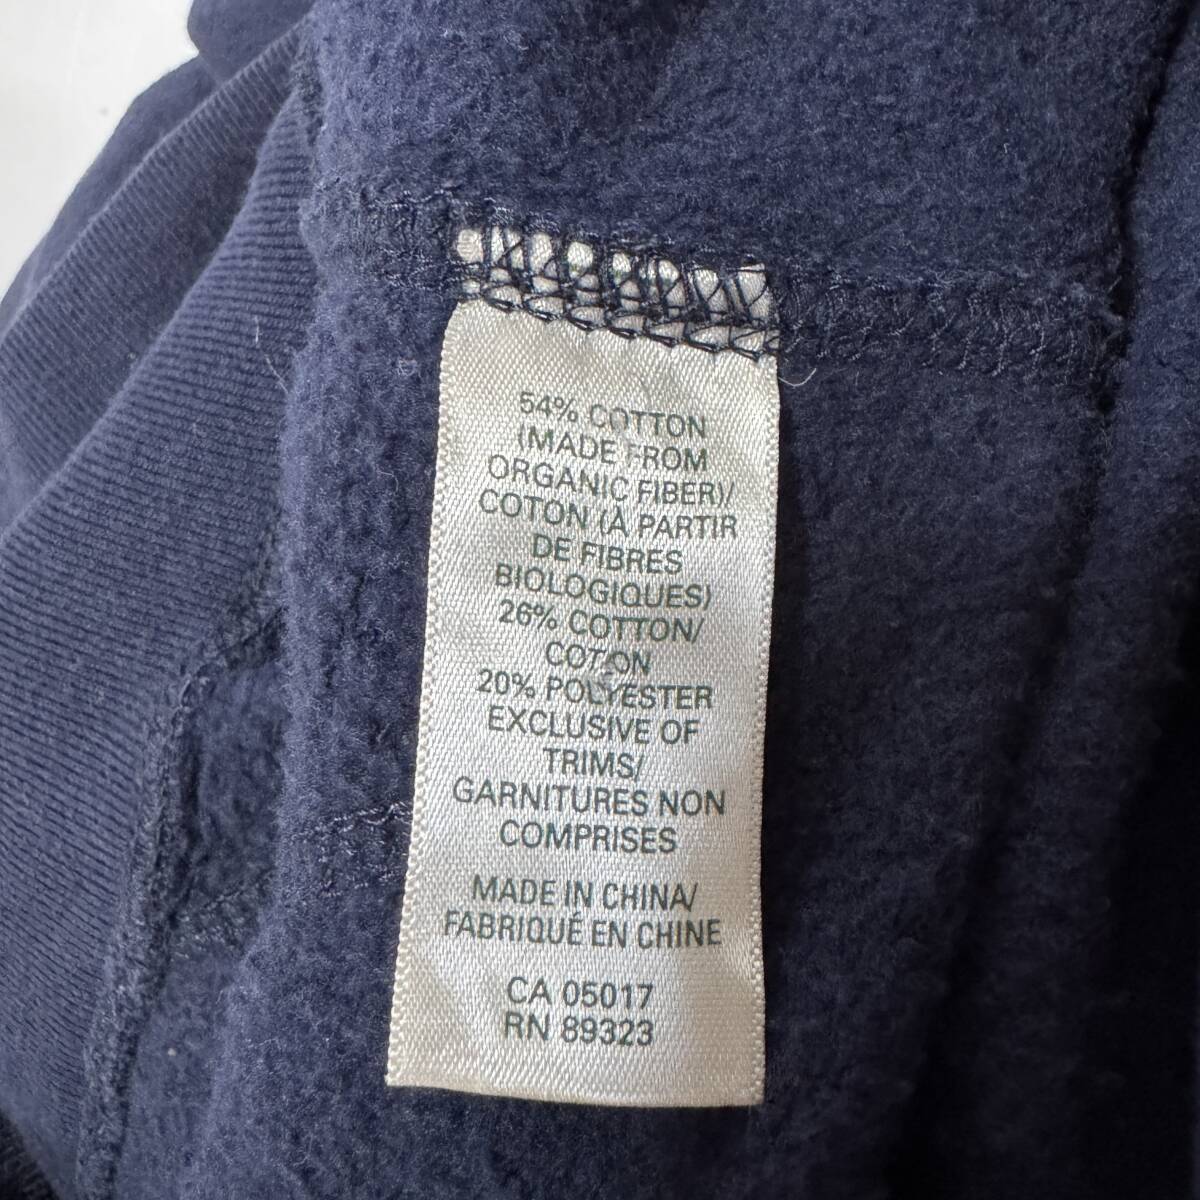 54% COTTON
(MADE FROM
ORGANIC FIBER)/
COTON (À PARTIR
DE FIBRES
BIOLOGIQUES)
26% COTTON/
COTON
20% POLYESTER
EXCLUSIVE OF
TRIMS/
GARNITURES NON
COMPRISES
MADE IN CHINA/
FABRIQUÉ EN CHINE
CA 05017
RN 89323